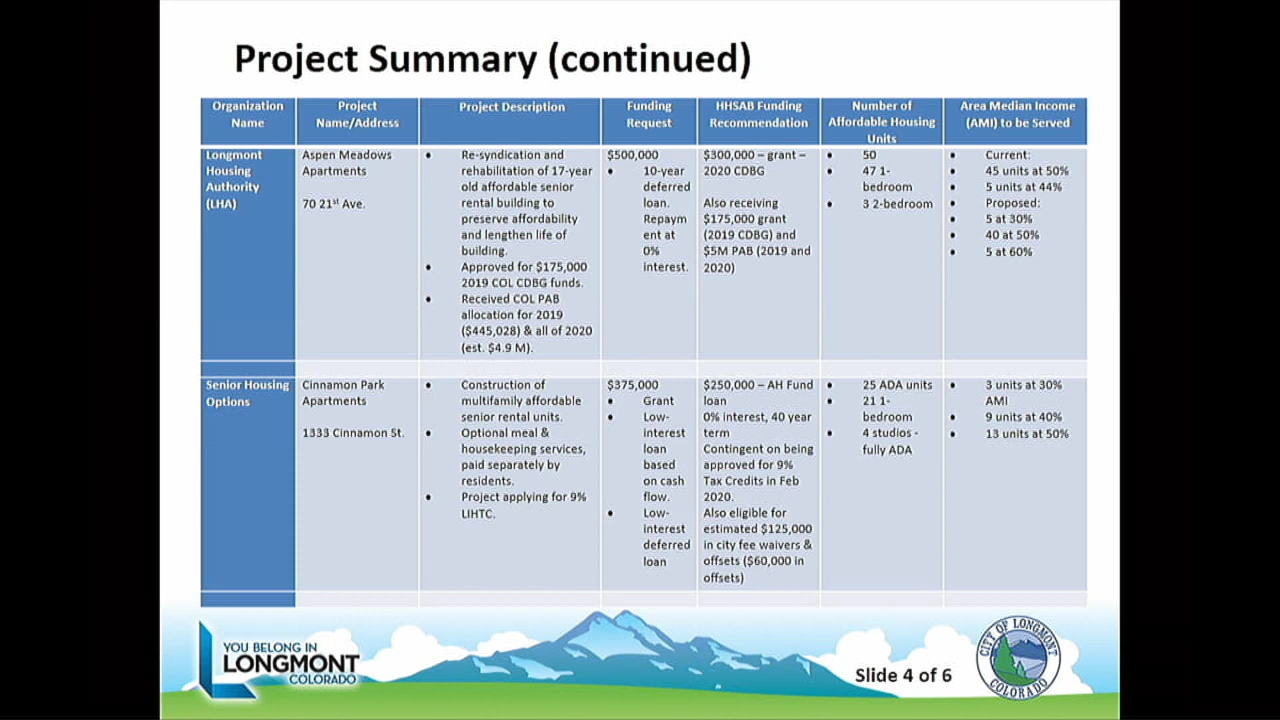 Project Summary (continued)
Organization
Name
Project
Name/Address
Project Description
Funding
Request
HHSAB Funding
Recommendation
Number of
Affordable Housing
Units
Area Median Income
(AMI) to be Served
Longmont
Housing
Authority
(LHA)
Aspen Meadows
Apartments
70 21st Ave.
• Re-syndication and
rehabilitation of 17-year
old affordable senior
rental building to
preserve affordability
and lengthen life of
building.
• Approved for $175,000
2019 COL CDBG funds.
• Received COL PAB
allocation for 2019
($445,028) & all of 2020
(est. $4.9 M).
$500,000
• 10-year
deferred
loan.
Repaym
ent at
0%
interest.
$300,000 – grant –
2020 CDBG
Also receiving
$175,000 grant
(2019 CDBG) and
$5M PAB (2019 and
2020)
• 50
• 47 1-
bedroom
• 3 2-bedroom
• Current:
• 45 units at 50%
• 5 units at 44%
• Proposed:
• 5 at 30%
• 40 at 50%
• 5 at 60%
Senior Housing
Options
Cinnamon Park
Apartments
1333 Cinnamon St.
• Construction of
multifamily affordable
senior rental units.
• Optional meal &
housekeeping services,
paid separately by
residents.
• Project applying for 9%
LIHTC.
$375,000
• Grant
• Low-
interest
loan
based
on cash
flow.
• Low-
interest
deferred
loan
$250,000 – AH Fund
loan
0% interest, 40 year
term
Contingent on being
approved for 9%
Tax Credits in Feb
2020.
Also eligible for
estimated $125,000
in city fee waivers &
offsets ($60,000 in
offsets)
• 25 ADA units
• 21 1-
bedroom
• 4 studios -
fully ADA
• 3 units at 30%
AMI
• 9 units at 40%
• 13 units at 50%
YOU BELONG IN
LONGMONT
COLORADO
Slide 4 of 6
CITY OF LONGMONT
COLORADO